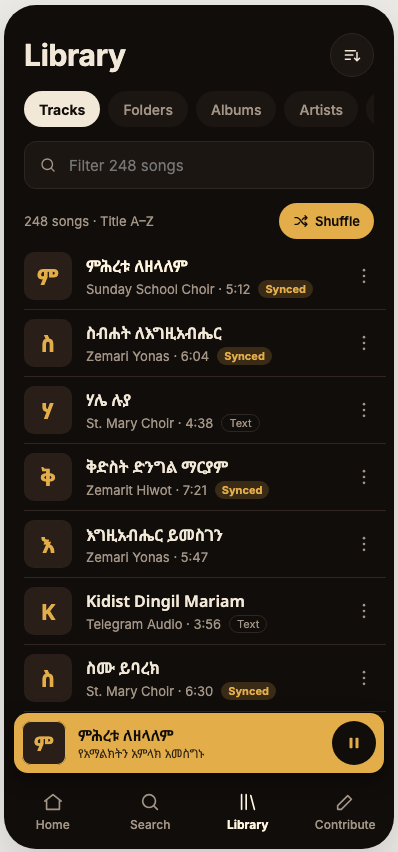 Library
Tracks Folders Albums Artists
Filter 248 songs
248 songs · Title A–Z Shuffle
ም ምሕረቱ ለዘላለም
Sunday School Choir · 5:12 Synced
ስ ስብሐት ለእግዚአብሔር
Zemari Yonas · 6:04 Synced
ሃ ሃሌ ሉያ
St. Mary Choir · 4:38 Text
ቅ ቅድስት ድንግል ማርያም
Zemarit Hiwot · 7:21 Synced
እ እግዚአብሔር ይመስገን
Zemari Yonas · 5:47
K Kidist Dingil Mariam
Telegram Audio · 3:56 Text
ስ ስሙ ይባረክ
St. Mary Choir · 6:30 Synced
ም ምሕረቱ ለዘላለም
የአማልክትን አምላክ አመስግኑ
Home Search Library Contribute